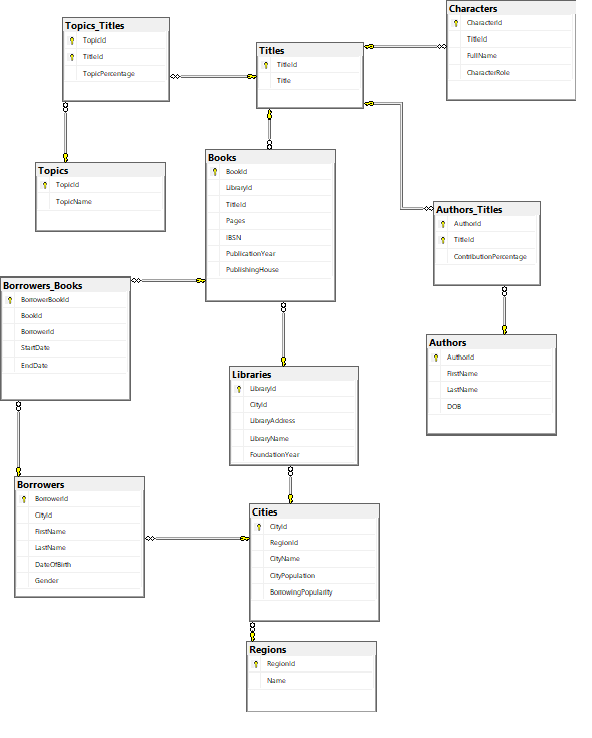 Characters
CharacterId
TitleId
FullName
CharacterRole
Topics_Titles
TopicId
TitleId
TopicPercentage
Titles
TitleId
Title
Topics
TopicId
TopicName
Books
BookId
LibraryId
TitleId
Pages
IBSN
PublicationYear
PublishingHouse
Authors_Titles
AuthorId
TitleId
ContributionPercentage
Borrowers_Books
BorrowerBookId
BookId
BorrowerId
StartDate
EndDate
Authors
AuthorId
FirstName
LastName
DOB
Libraries
LibraryId
CityId
LibraryAddress
LibraryName
FoundationYear
Borrowers
BorrowerId
CityId
FirstName
LastName
DateOfBirth
Gender
Cities
CityId
RegionId
CityName
CityPopulation
BorrowingPopularity
Regions
RegionId
Name